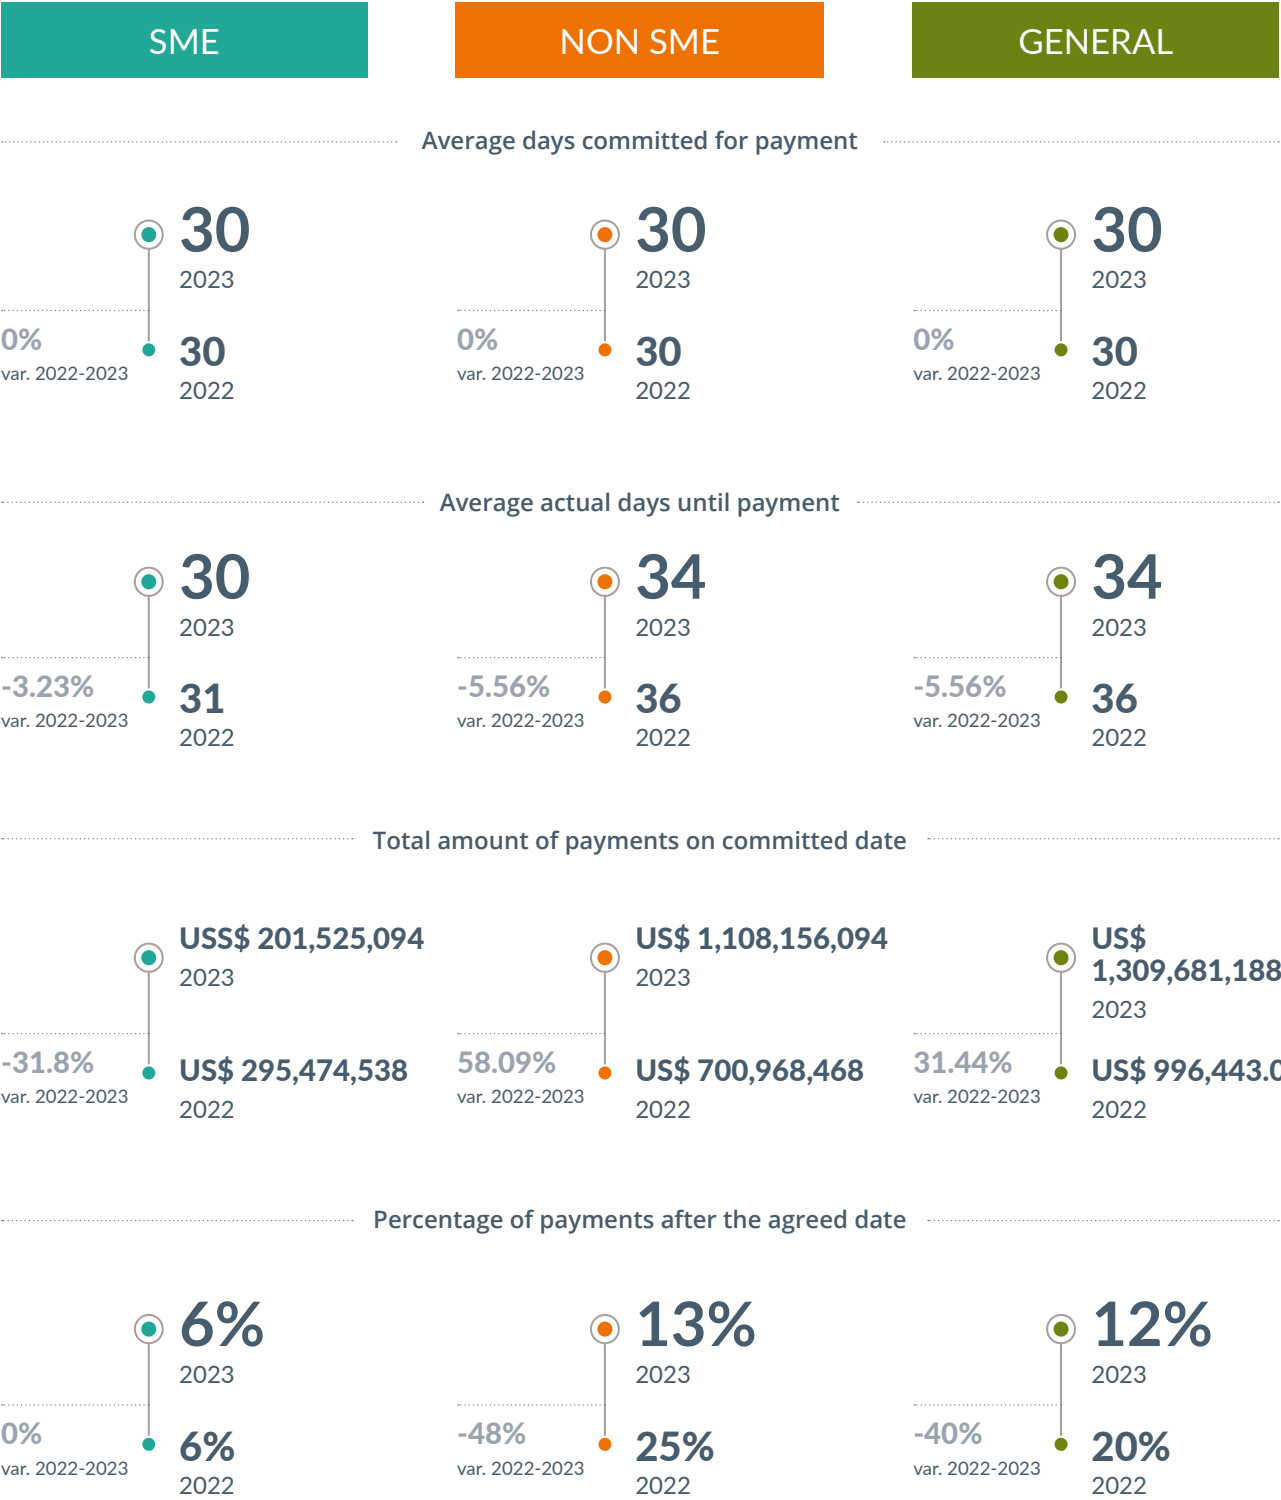 SME
NON SME
GENERAL
Average days committed for payment
30
2023
0%
var. 2022-2023
30
2022
30
2023
0%
var. 2022-2023
30
2022
30
2023
0%
var. 2022-2023
30
2022
Average actual days until payment
30
2023
-3.23%
var. 2022-2023
31
2022
34
2023
-5.56%
var. 2022-2023
36
2022
34
2023
-5.56%
var. 2022-2023
36
2022
Total amount of payments on committed date
USS$ 201,525,094
2023
-31.8%
var. 2022-2023
US$ 295,474,538
2022
US$ 1,108,156,094
2023
58.09%
var. 2022-2023
US$ 700,968,468
2022
US$
1,309,681,188
2023
31.44%
var. 2022-2023
US$ 996,443.0
2022
Percentage of payments after the agreed date
6%
2023
0%
var. 2022-2023
6%
2022
13%
2023
-48%
var. 2022-2023
25%
2022
12%
2023
-40%
var. 2022-2023
20%
2022